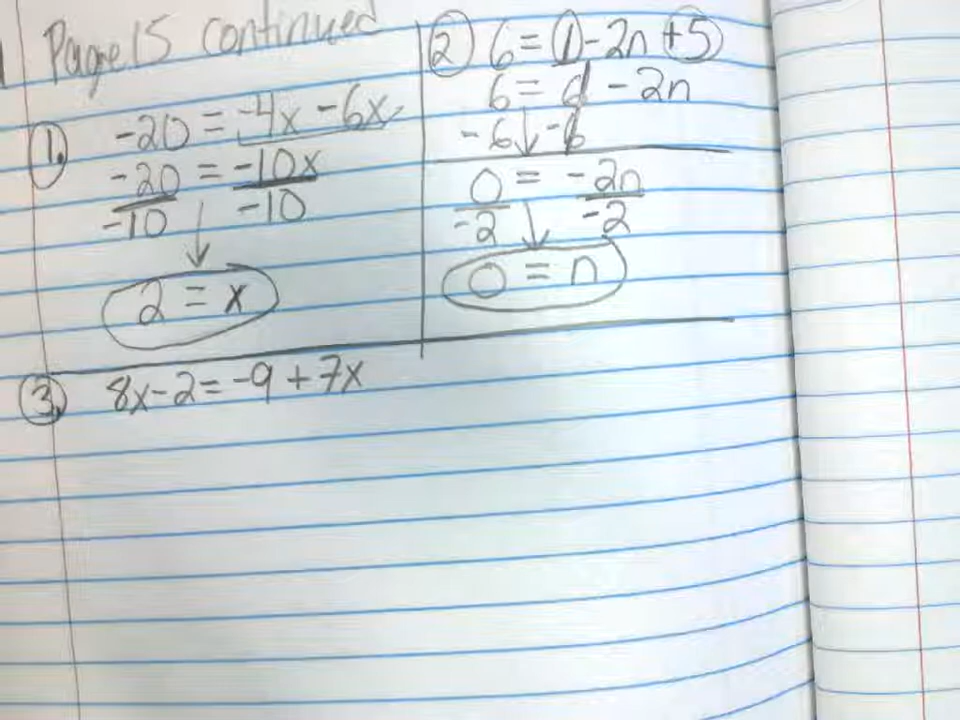 Page 15 continued
1. -20 = -4x -6x
-20 = -10x
-10 -10
2 = x
2 6 = 1 - 2n + 5
6 = 6 - 2n
-6 -6
0 = -2n
-2 -2
0 = n
3. 8x - 2 = -9 + 7x